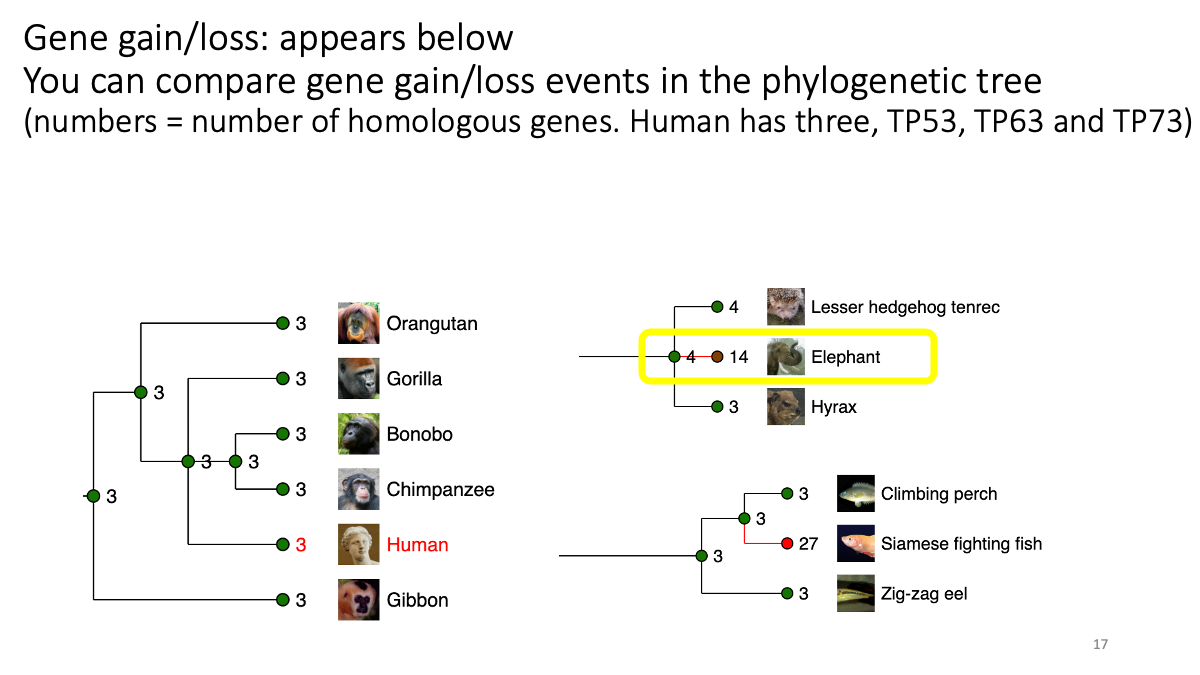 Gene gain/loss: appears below
You can compare gene gain/loss events in the phylogenetic tree
(numbers = number of homologous genes. Human has three, TP53, TP63 and TP73)
3 Orangutan
3
3 Gorilla
3 Bonobo
3 3
3 Chimpanzee
3
3 Human
3 Gibbon
4 Lesser hedgehog tenrec
4 14 Elephant
3 Hyrax
3 Climbing perch
3
27 Siamese fighting fish
3
3 Zig-zag eel
17